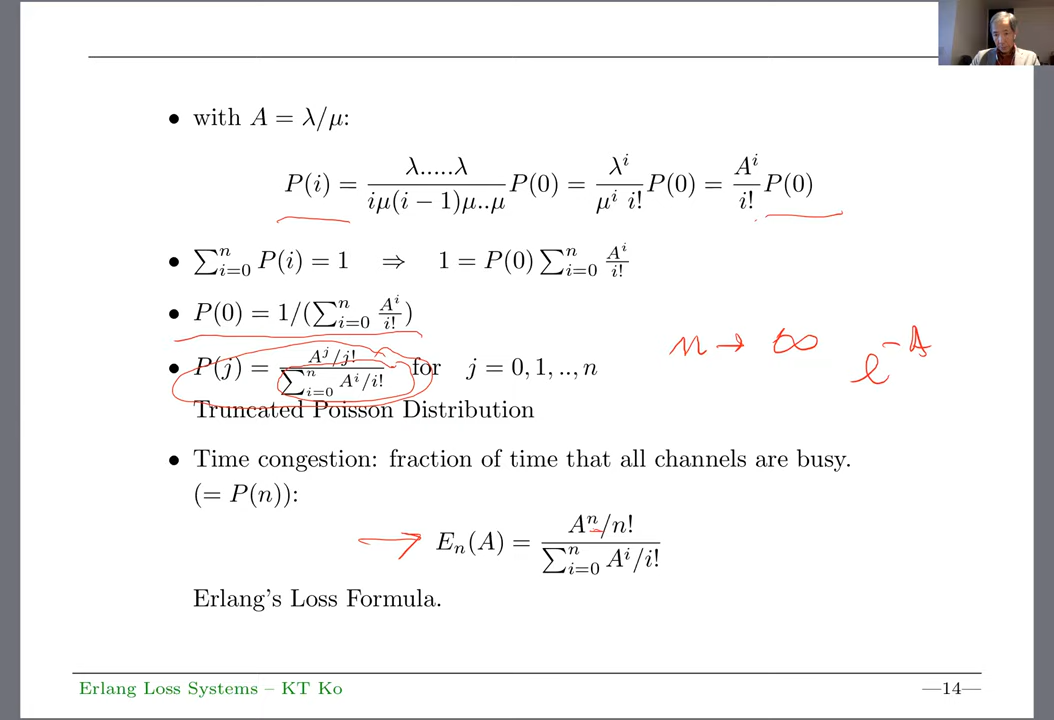 • with A = λ/μ:
P(i) = λ.....λ / iμ(i − 1)μ..μ P(0) = λ^i / μ^i i! P(0) = A^i / i! P(0)
• ∑_{i=0}^{n} P(i) = 1 ⇒ 1 = P(0) ∑_{i=0}^{n} A^i / i!
• P(0) = 1/(∑_{i=0}^{n} A^i / i!)
n → ∞
e^{-A}
• P(j) = A^j/j! / ∑_{i=0}^{n} A^i/i! for j = 0, 1, .., n
Truncated Poisson Distribution
• Time congestion: fraction of time that all channels are busy.
(= P(n)):
→ E_n(A) = A^n/n! / ∑_{i=0}^{n} A^i/i!
Erlang's Loss Formula.
Erlang Loss Systems – KT Ko —14—